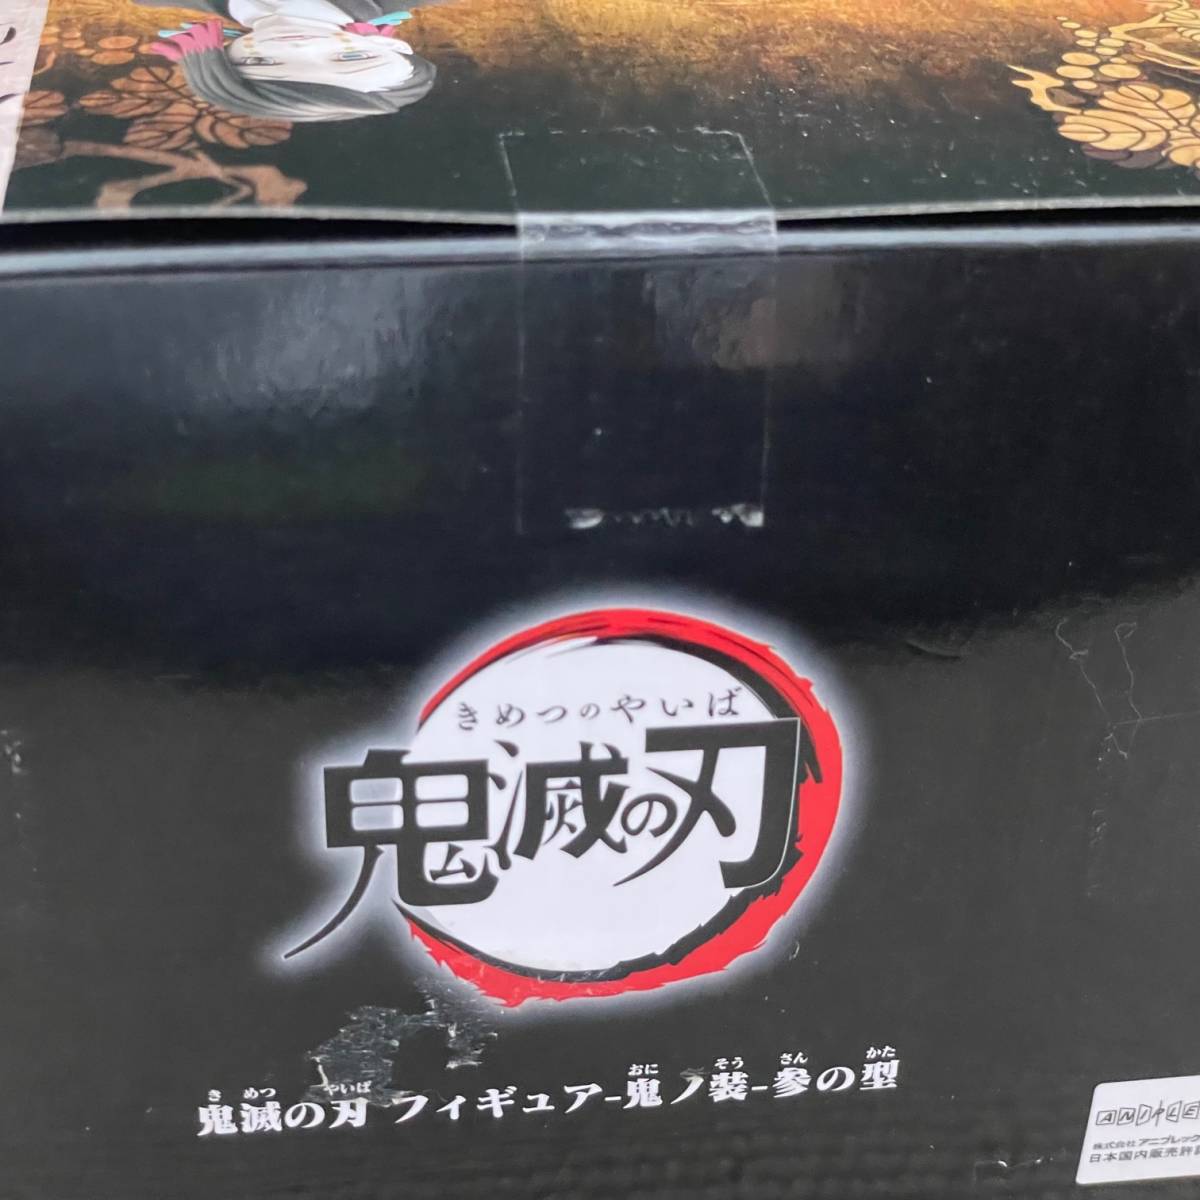 きめつのやいば
鬼滅の刃
き めつ やいば おに そう さん かた
鬼滅の刃 フィギュア-鬼ノ装-参の型
ANIPLE
株式会社アニプレック
日本国内販売許